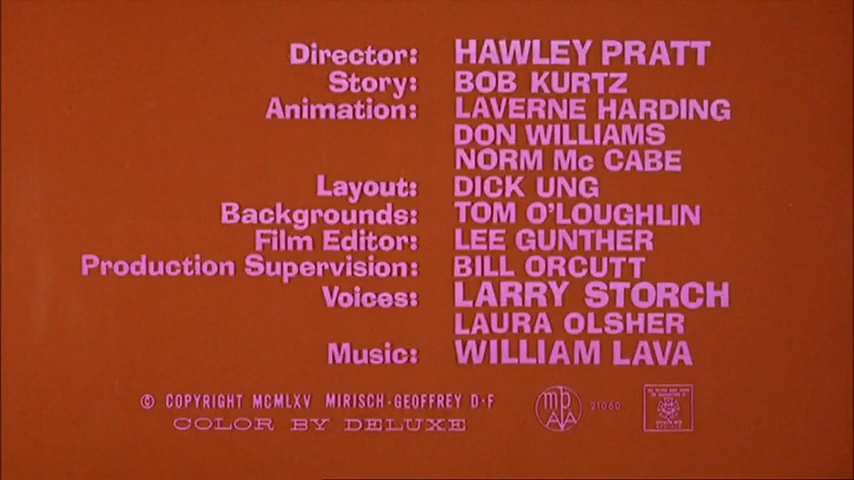 Director: HAWLEY PRATT
Story: BOB KURTZ
Animation: LAVERNE HARDING
DON WILLIAMS
NORM Mc CABE
Layout: DICK UNG
Backgrounds: TOM O'LOUGHLIN
Film Editor: LEE GUNTHER
Production Supervision: BILL ORCUTT
Voices: LARRY STORCH
LAURA OLSHER
Music: WILLIAM LAVA
© COPYRIGHT MCMLXV MIRISCH-GEOFFREY D-F
COLOR BY DELUXE
mpAA
21060